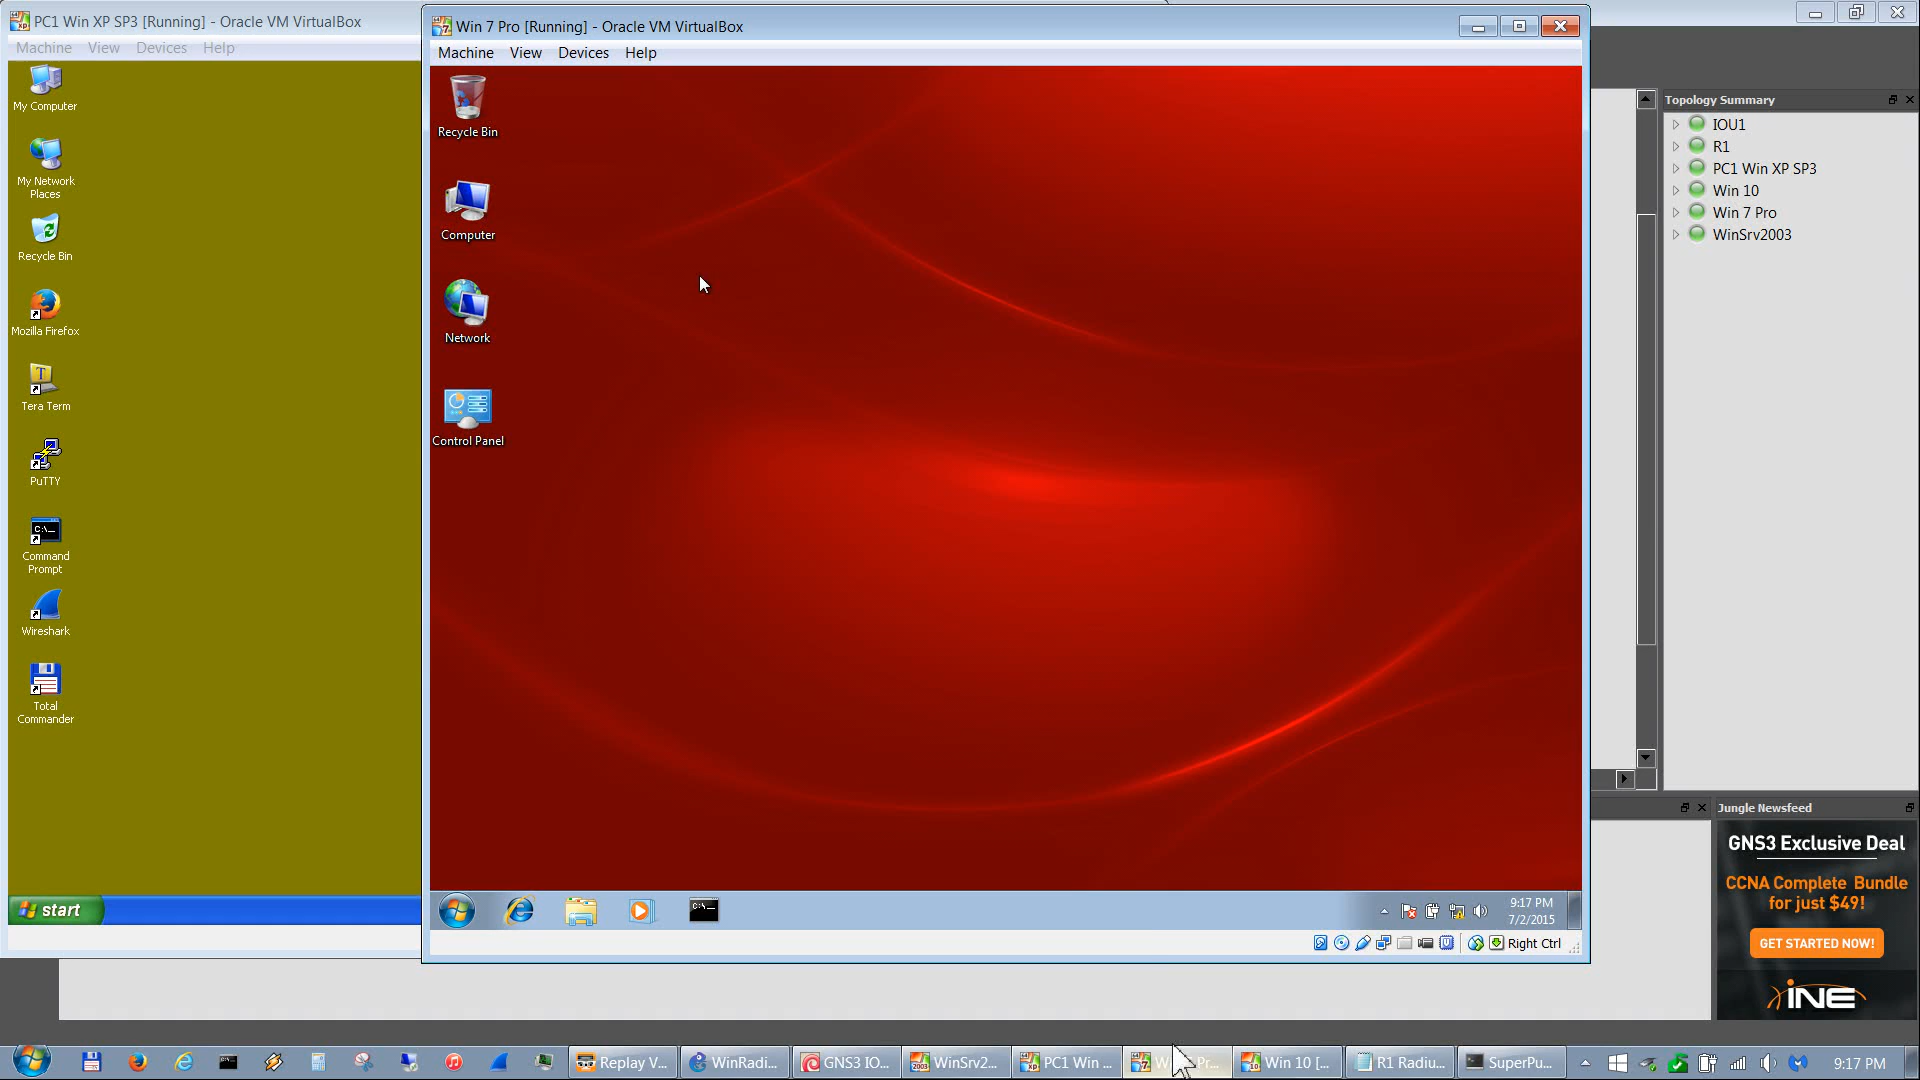 PC1 Win XP SP3 [Running] - Oracle VM VirtualBox
Machine View Devices Help
My Computer
My Network
Places
Recycle Bin
Mozilla Firefox
Tera Term
PuTTY
Command
Prompt
Wireshark
Total
Commander
start
Win 7 Pro [Running] - Oracle VM VirtualBox
Machine View Devices Help
Recycle Bin
Computer
Network
Control Panel
9:17 PM
7/2/2015
Right Ctrl
Topology Summary
IOU1
R1
PC1 Win XP SP3
Win 10
Win 7 Pro
WinSrv2003
Jungle Newsfeed
GNS3 Exclusive Deal
CCNA Complete Bundle
for just $49!
GET STARTED NOW!
INE
Replay V...
WinRadi...
GNS3 IO...
WinSrv2...
PC1 Win ...
Win 10 [...
R1 Radiu...
SuperPu...
9:17 PM